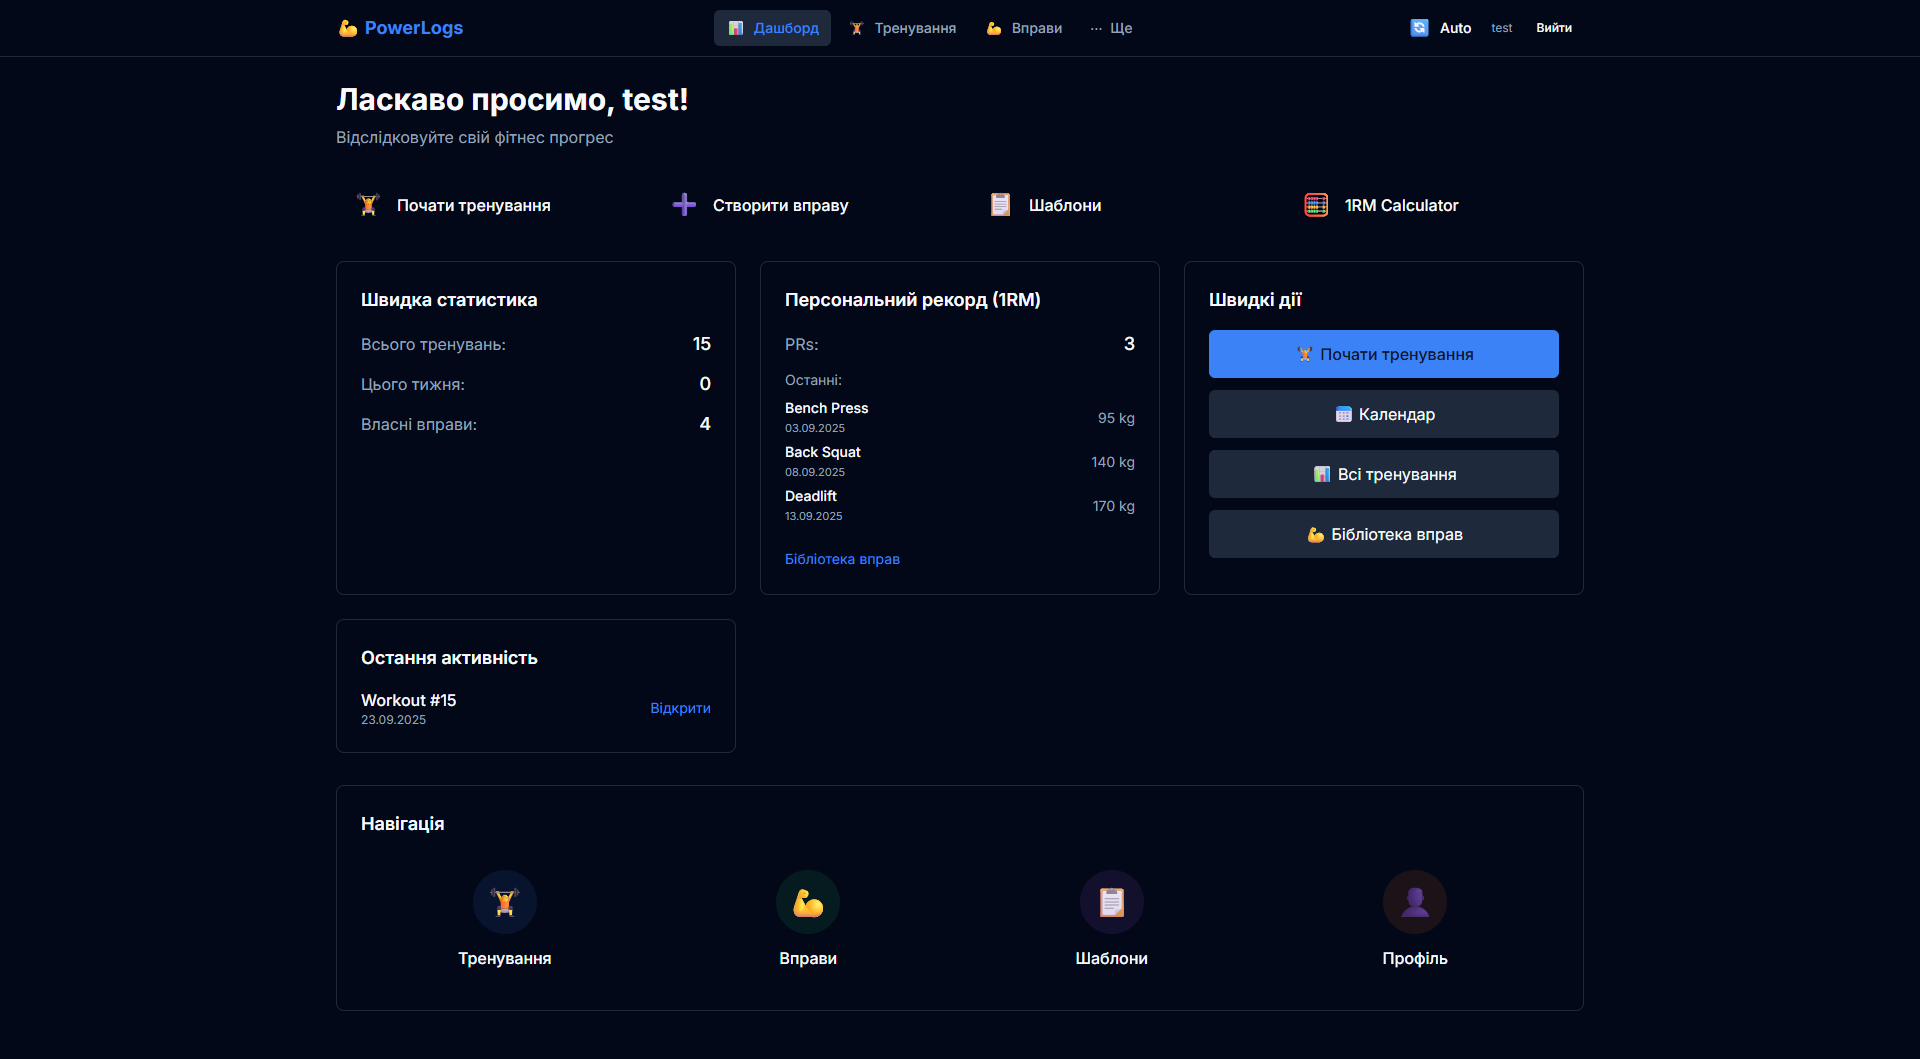 PowerLogs
Дашборд
Тренування
Вправи
··· Ще
Auto
test
Вийти
Ласкаво просимо, test!
Відслідковуйте свій фітнес прогрес
Почати тренування
Створити вправу
Шаблони
1RM Calculator
Швидка статистика
Всього тренувань: 15
Цього тижня: 0
Власні вправи: 4
Персональний рекорд (1RM)
PRs: 3
Останні:
Bench Press
03.09.2025
95 kg
Back Squat
08.09.2025
140 kg
Deadlift
13.09.2025
170 kg
Бібліотека вправ
Швидкі дії
Почати тренування
Календар
Всі тренування
Бібліотека вправ
Остання активність
Workout #15
23.09.2025
Відкрити
Навігація
Тренування
Вправи
Шаблони
Профіль